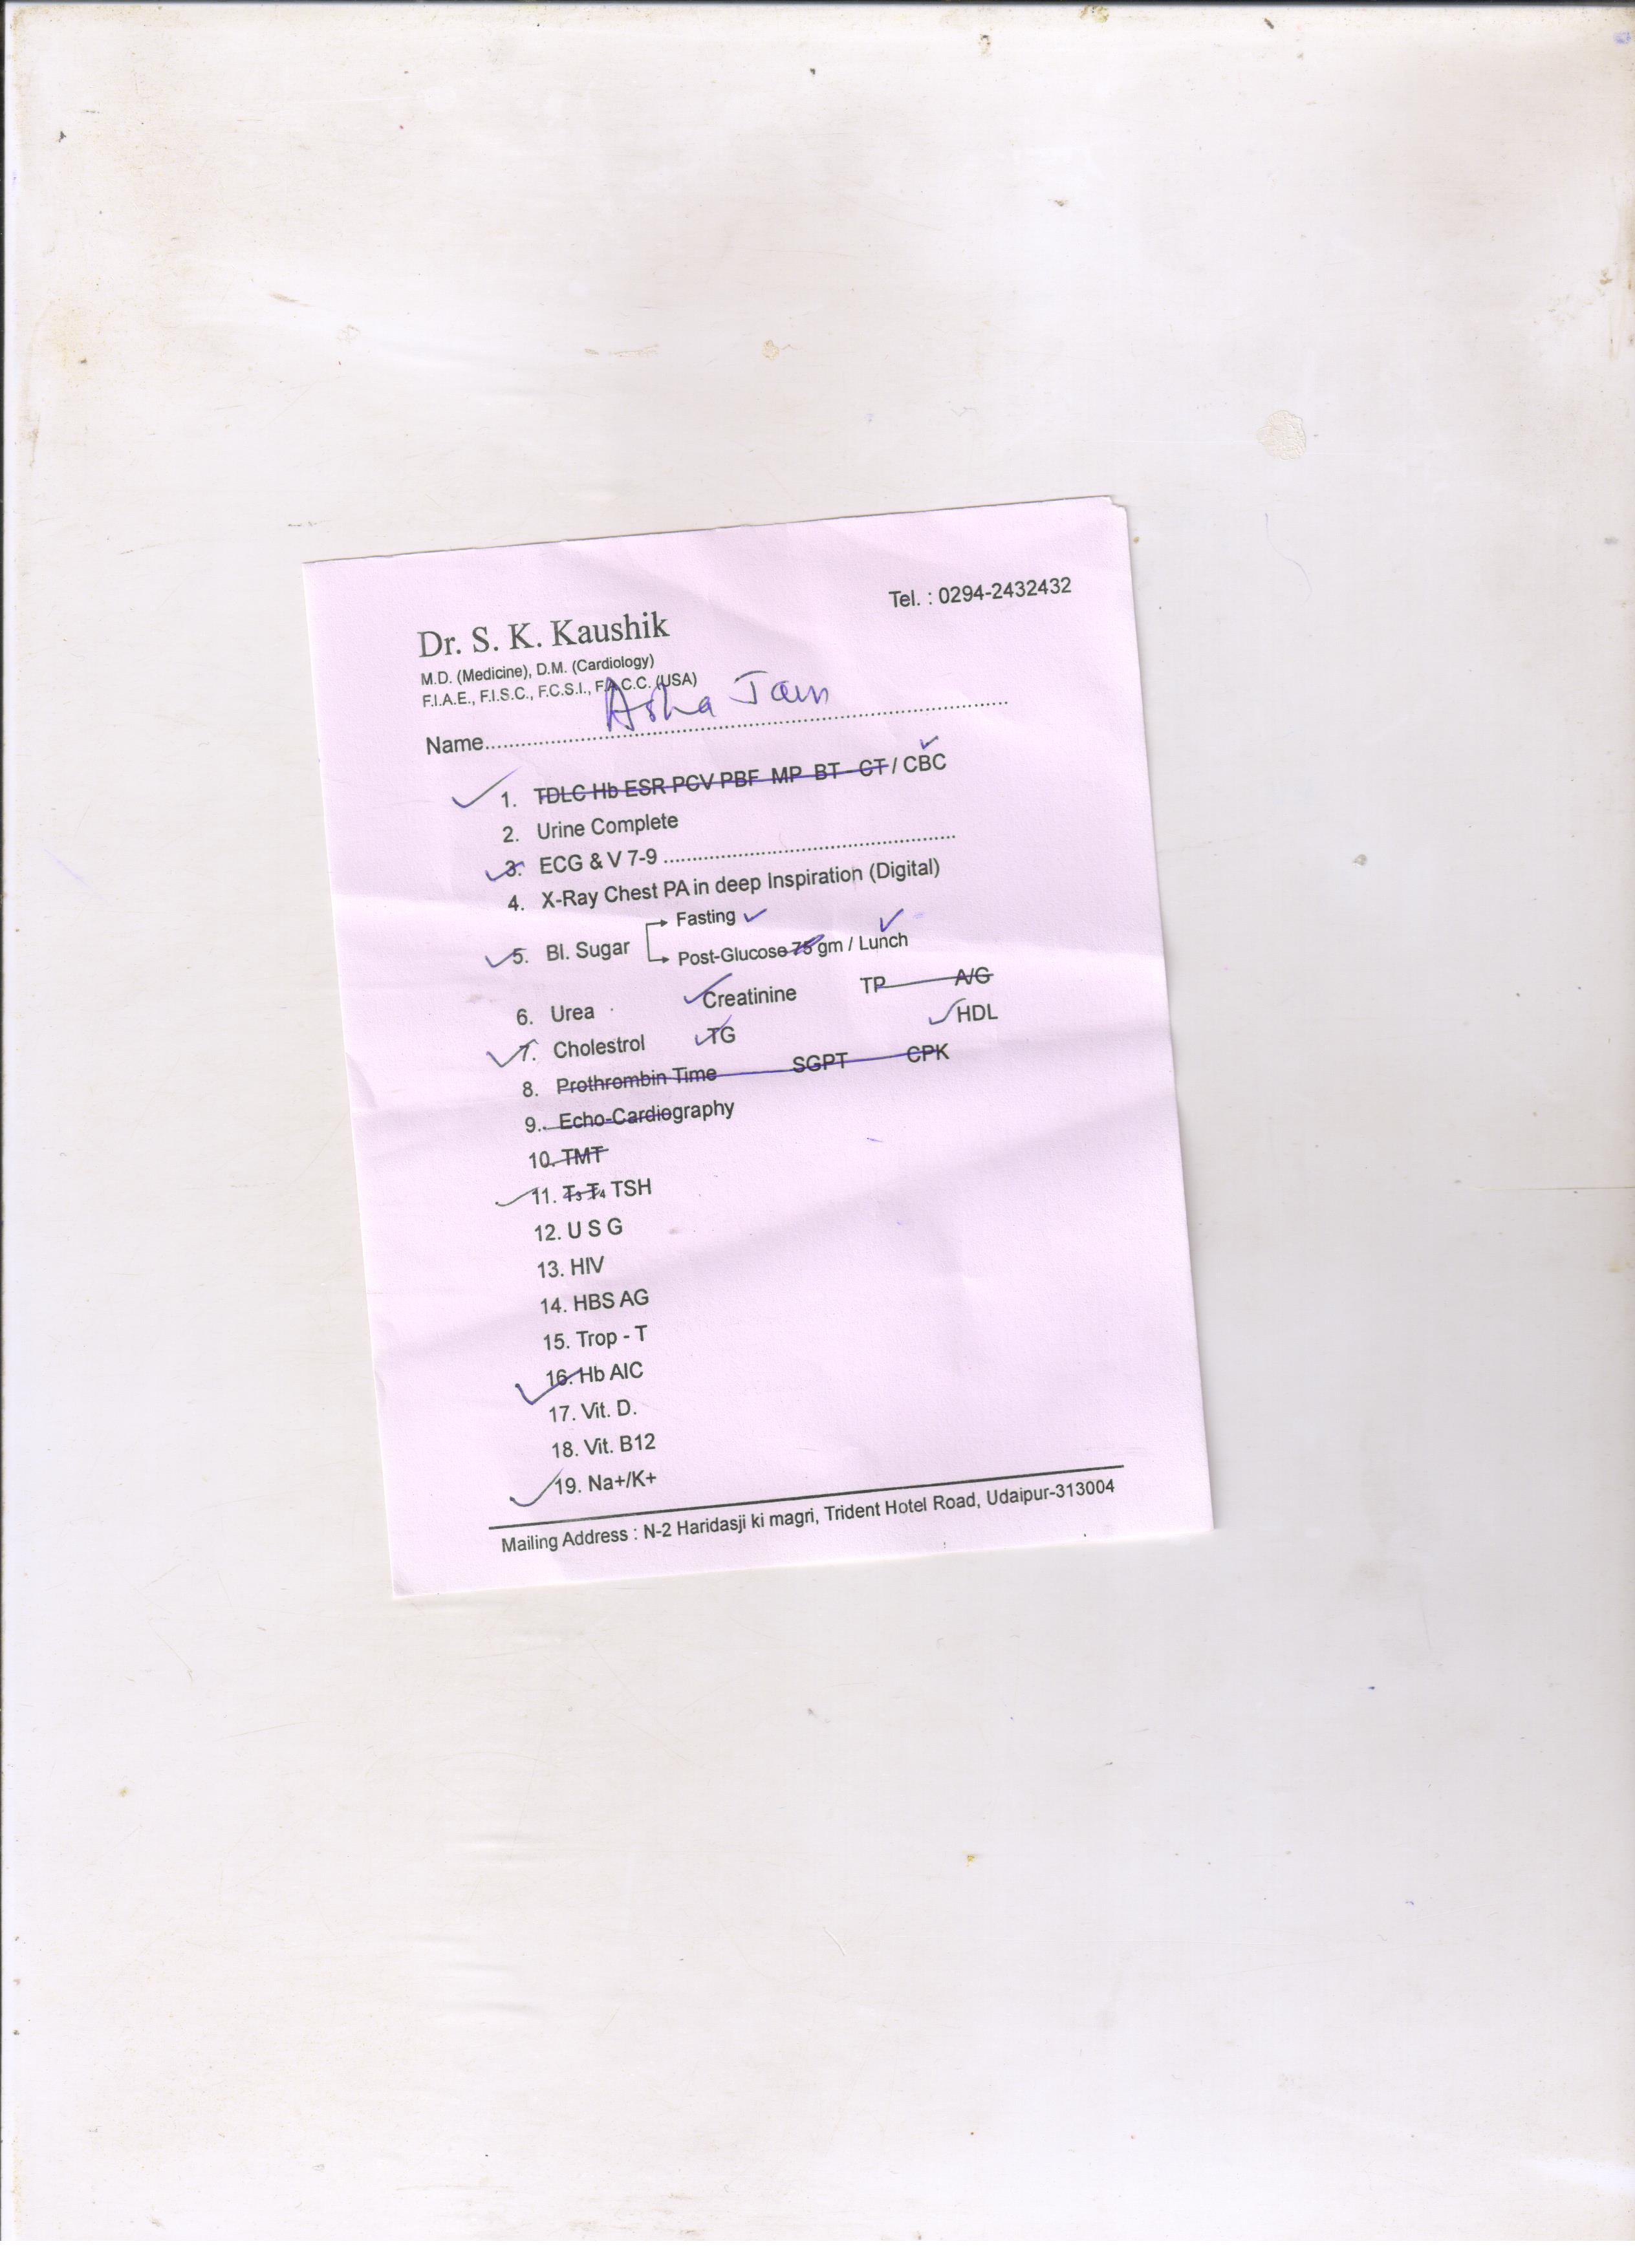 Tel. : 0294-2432432
Dr. S. K. Kaushik
M.D. (Medicine), D.M. (Cardiology)
F.I.A.E., F.I.S.C., F.C.S.I., F.A.C.C. (USA)
Name Asha Jain
1. TDLC Hb ESR PCV PBF MP BT - CT / CBC
2. Urine Complete
3. ECG & V 7-9
4. X-Ray Chest PA in deep Inspiration (Digital)
Fasting
5. Bl. Sugar
Post-Glucose 75 gm / Lunch
6. Urea Creatinine TP A/G
7. Cholestrol TG HDL
8. Prothrombin Time SGPT CPK
9. Echo-Cardiography
10. TMT
11. T3 T4 TSH
12. U S G
13. HIV
14. HBS AG
15. Trop - T
16. Hb AIC
17. Vit. D.
18. Vit. B12
19. Na+/K+
Mailing Address : N-2 Haridasji ki magri, Trident Hotel Road, Udaipur-313004